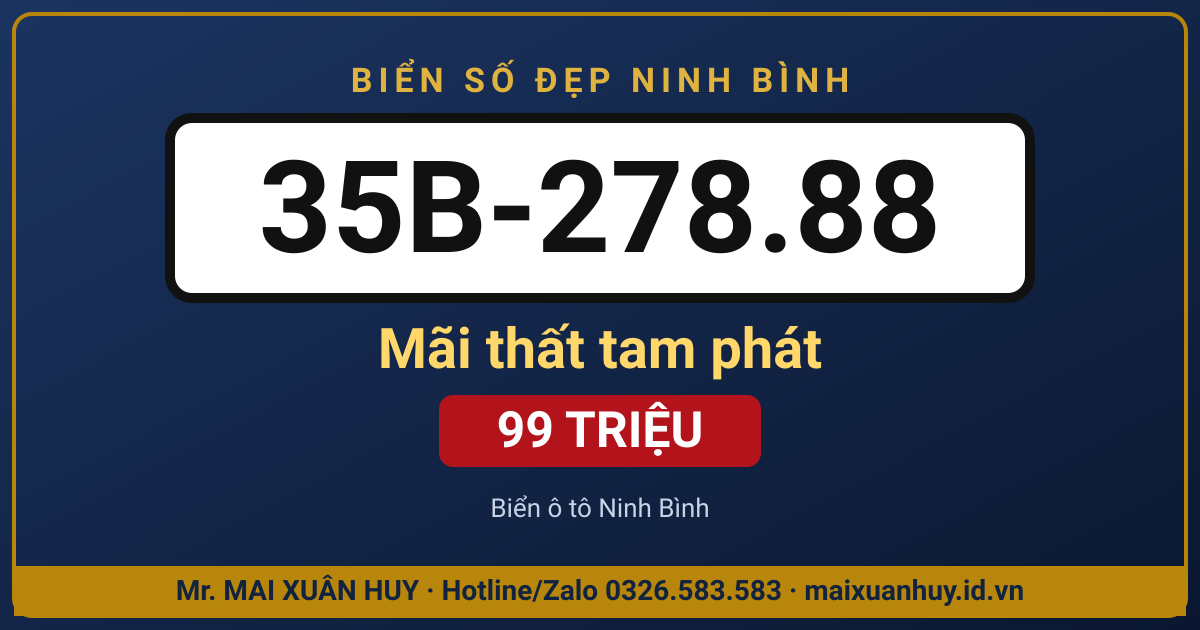 BIỂN SỐ ĐẸP NINH BÌNH
35B-278.88
Mãi thất tam phát
99 TRIỆU
Biển ô tô Ninh Bình
Mr. MAI XUÂN HUY · Hotline/Zalo 0326.583.583 · maixuanhuy.id.vn